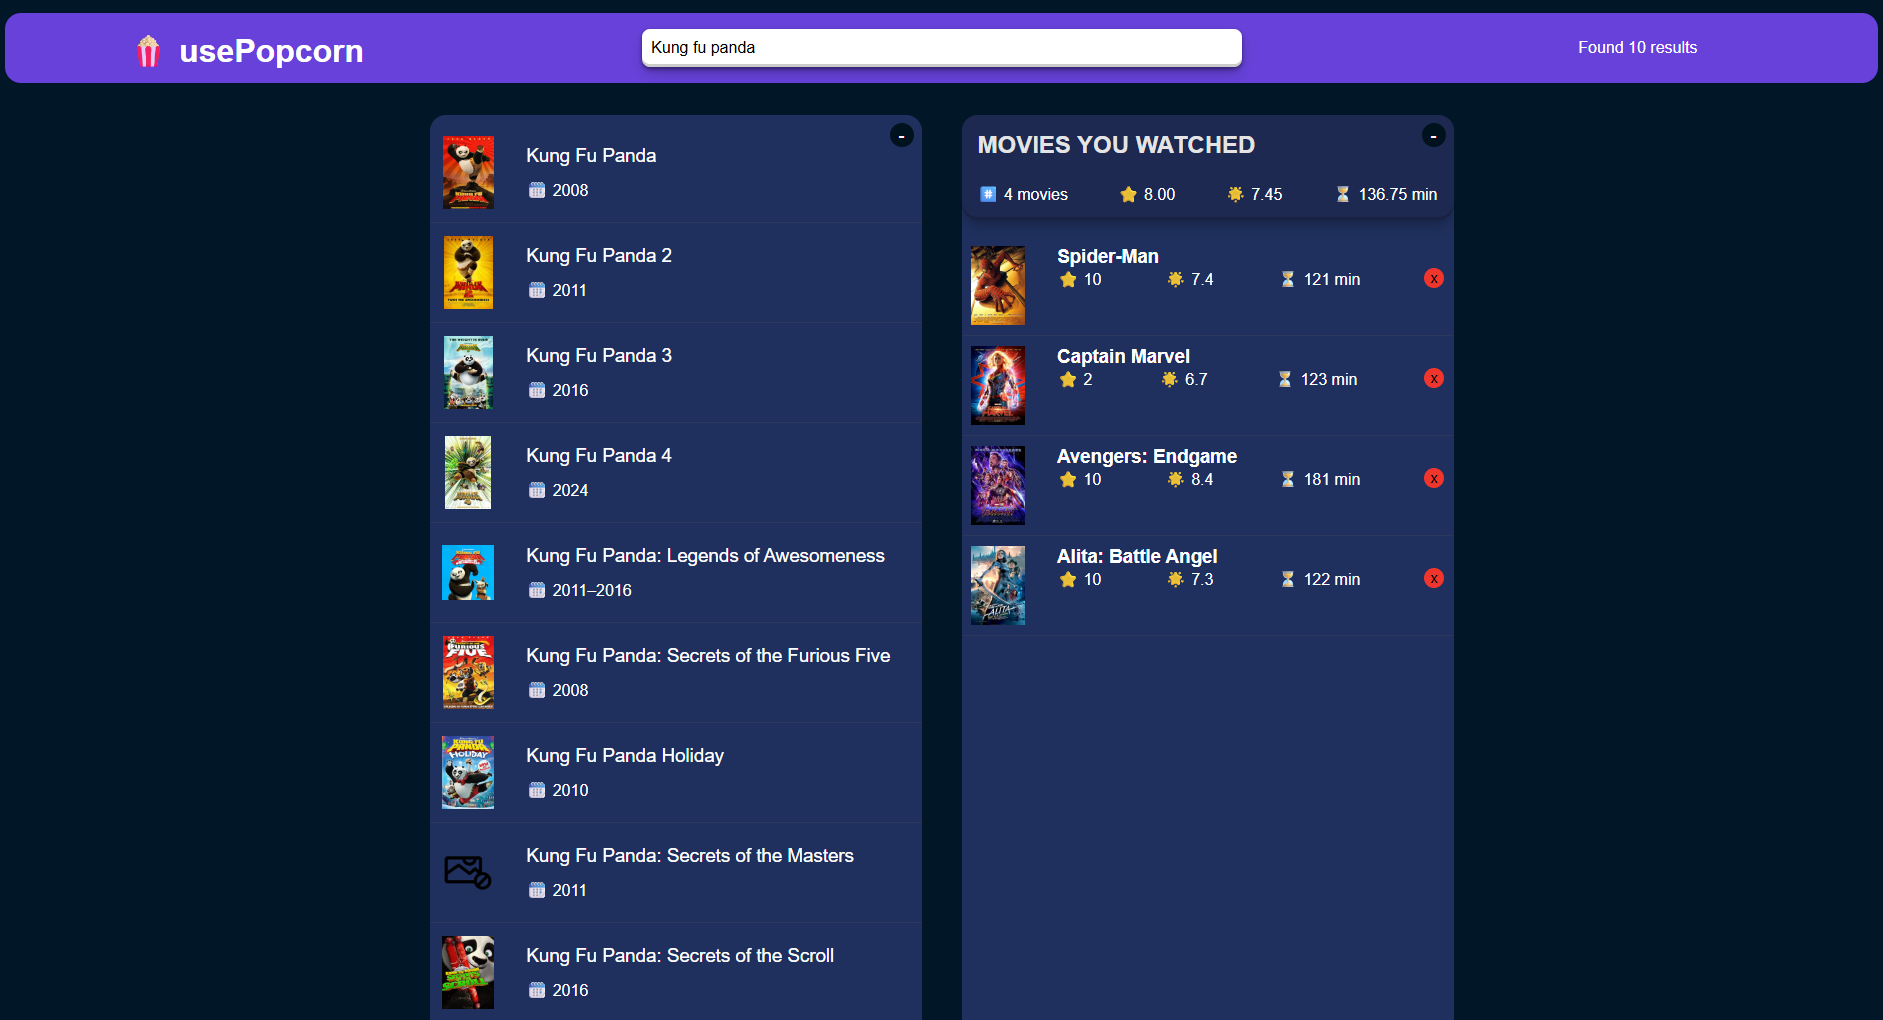 usePopcorn
Kung fu panda
Found 10 results
-
Kung Fu Panda
2008
Kung Fu Panda 2
2011
Kung Fu Panda 3
2016
Kung Fu Panda 4
2024
Kung Fu Panda: Legends of Awesomeness
2011–2016
Kung Fu Panda: Secrets of the Furious Five
2008
Kung Fu Panda Holiday
2010
Kung Fu Panda: Secrets of the Masters
2011
Kung Fu Panda: Secrets of the Scroll
2016
-
MOVIES YOU WATCHED
# 4 movies 8.00 7.45 136.75 min
Spider-Man
10 7.4 121 min x
Captain Marvel
2 6.7 123 min x
Avengers: Endgame
10 8.4 181 min x
Alita: Battle Angel
10 7.3 122 min x